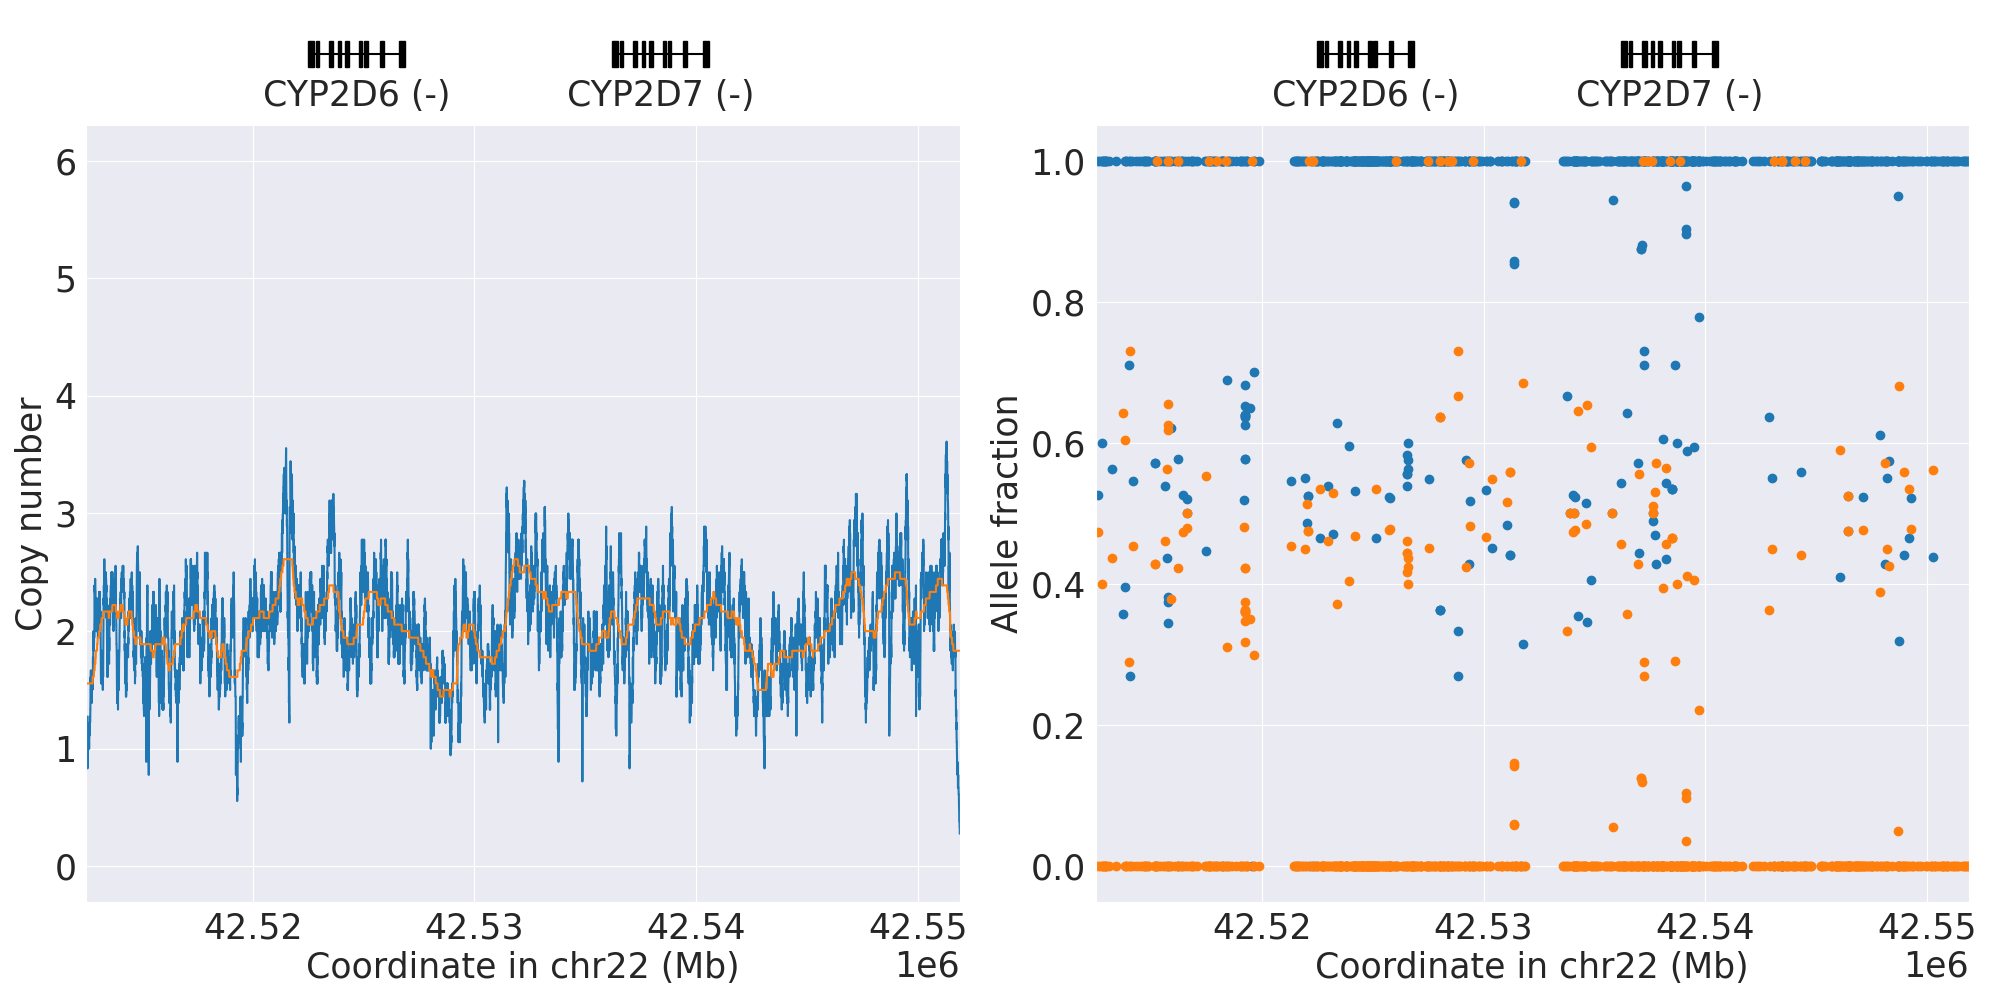 CYP2D6 (-) CYP2D7 (-)
CYP2D6 (-) CYP2D7 (-)
Copy number
6
5
4
3
2
1
0
42.52 42.53 42.54 42.55
Coordinate in chr22 (Mb) 1e6
Allele fraction
1.0
0.8
0.6
0.4
0.2
0.0
42.52 42.53 42.54 42.55
Coordinate in chr22 (Mb) 1e6